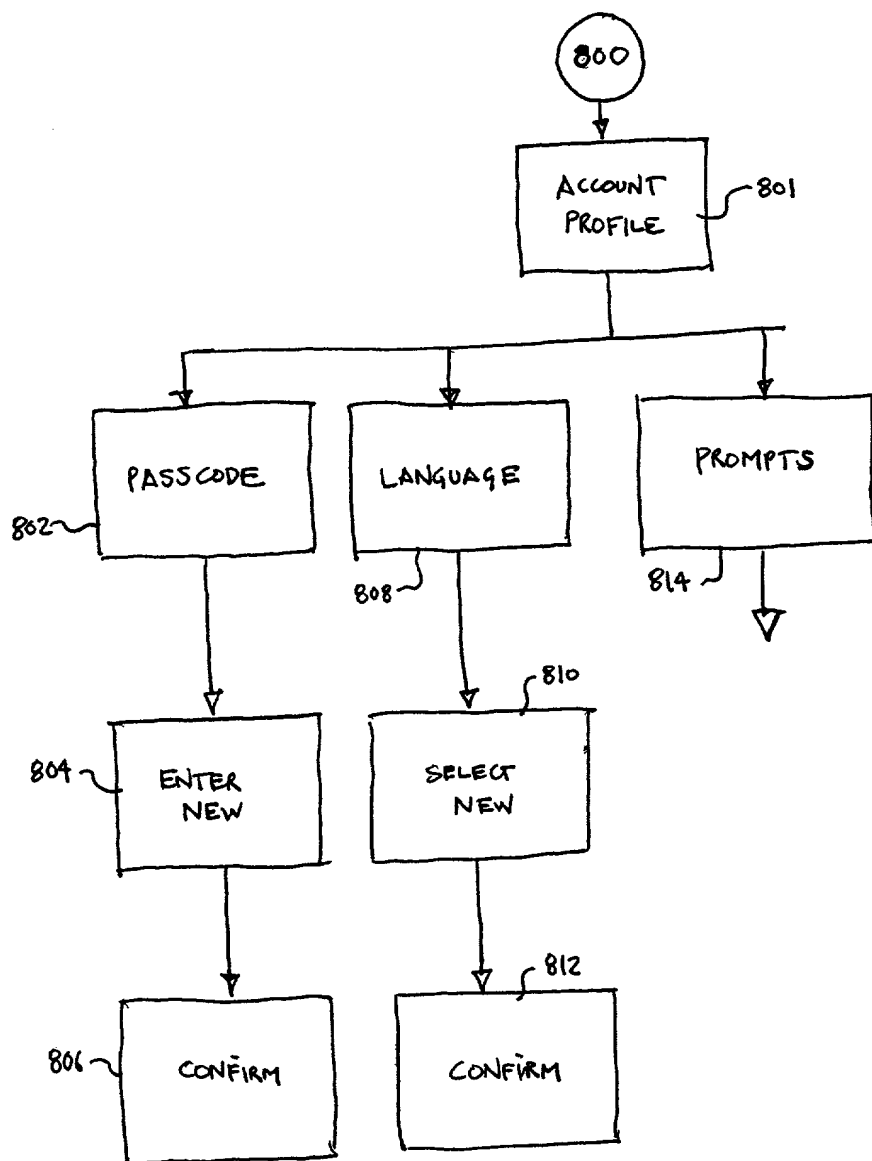 800
ACCOUNT
PROFILE
801
PASSCODE
LANGUAGE
PROMPTS
802
808
814
810
804
ENTER
NEW
SELECT
NEW
812
806
CONFIRM
CONFIRM